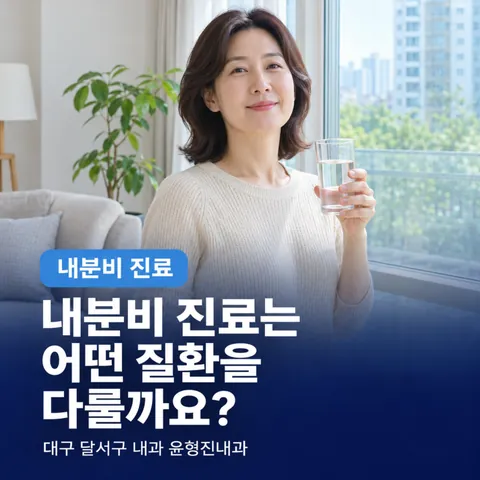 내분비 진료
내분비 진료는
어떤 질환을
다룰까요?
대구 달서구 내과 윤형진내과